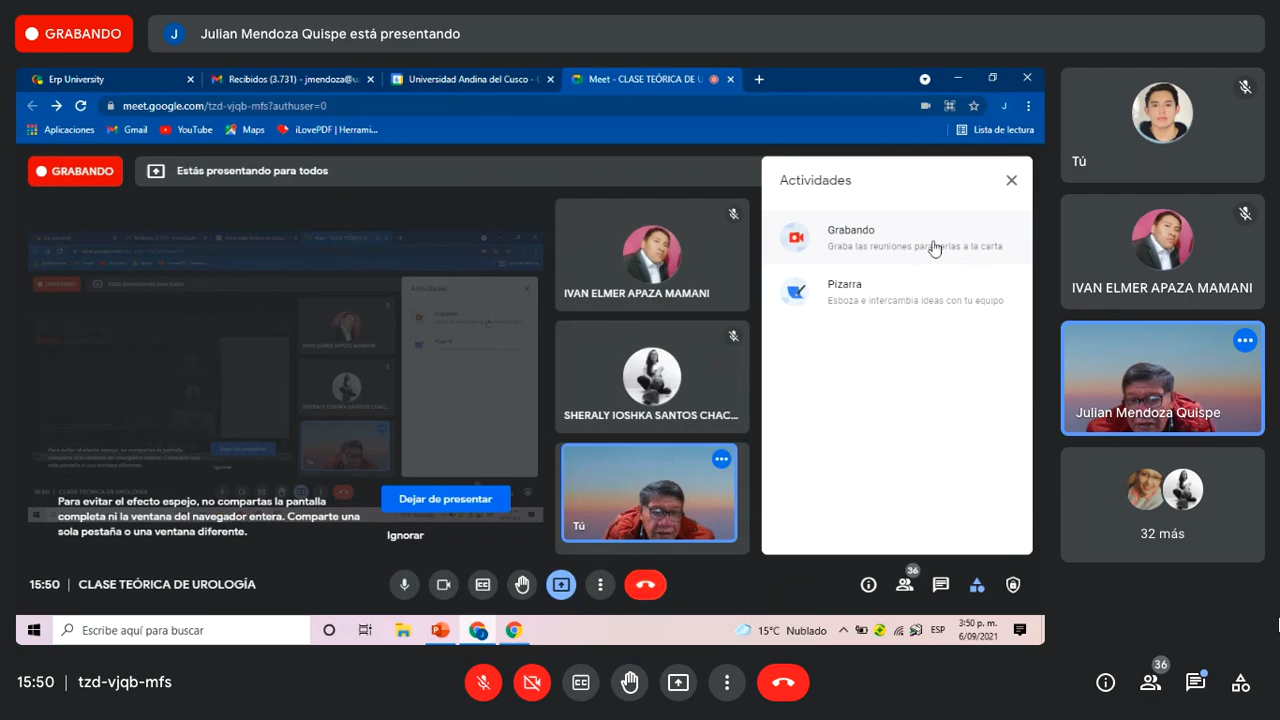 GRABANDO
J
Julian Mendoza Quispe está presentando
Erp University
Recibidos (3.731) - jmendoza@u
Universidad Andina del Cusco -
Meet - CLASE TEÓRICA DE U
meet.google.com/tzd-vjqb-mfs?authuser=0
J
Aplicaciones
Gmail
YouTube
Maps
iLovePDF | Herrami...
Lista de lectura
GRABANDO
Estás presentando para todos
Actividades
Grabando
Graba las reuniones para verlas a la carta
Pizarra
Esboza e intercambia ideas con tu equipo
IVAN ELMER APAZA MAMANI
SHERALY IOSHKA SANTOS CHAC...
Tú
Para evitar el efecto espejo, no compartas la pantalla
completa ni la ventana del navegador entera. Comparte una
sola pestaña o una ventana diferente.
Dejar de presentar
Ignorar
15:50 | CLASE TEÓRICA DE UROLOGÍA
36
Escribe aquí para buscar
15°C Nublado
ESP
3:50 p. m.
6/09/2021
Tú
IVAN ELMER APAZA MAMANI
Julian Mendoza Quispe
32 más
15:50 | tzd-vjqb-mfs
36